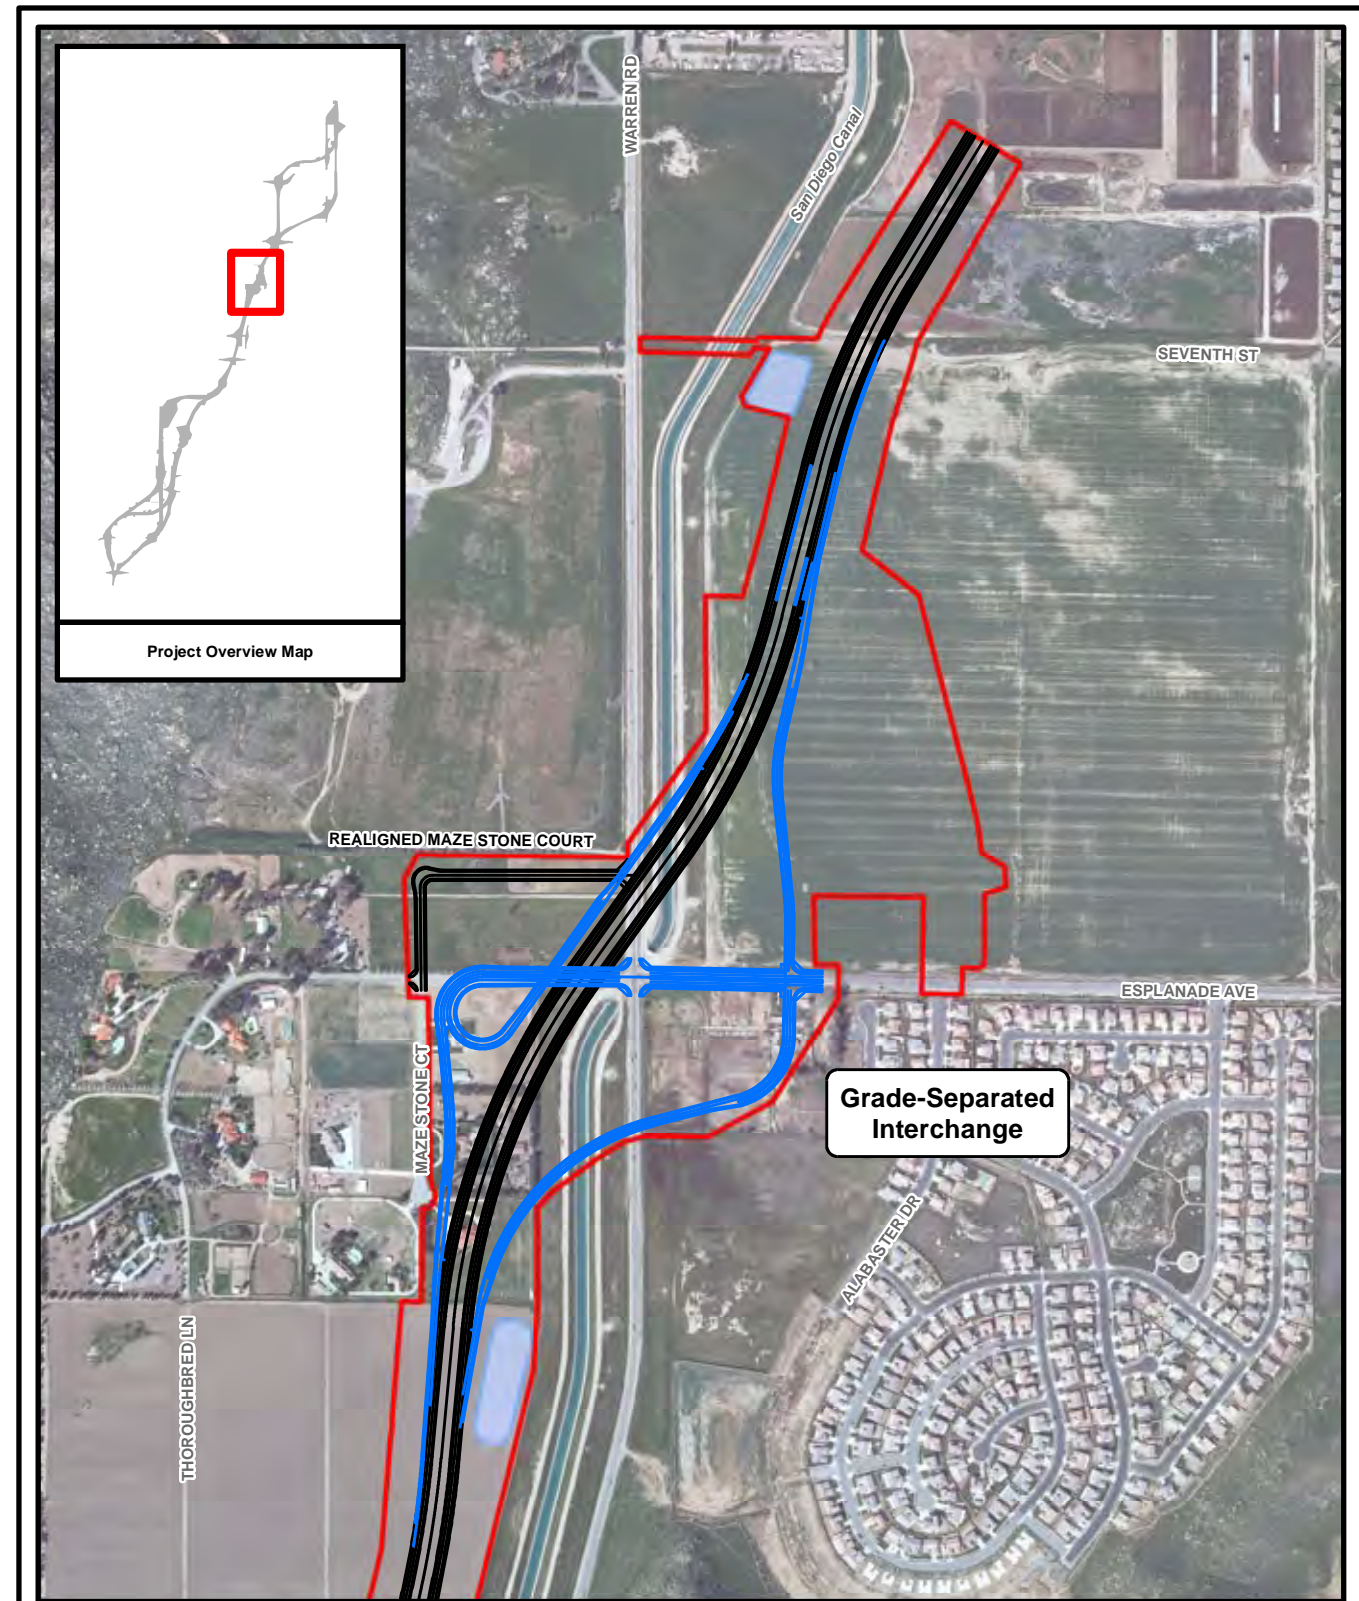 WARREN RD
San Diego Canal
SEVENTH ST
Project Overview Map
REALIGNED MAZE STONE COURT
ESPLANADE AVE
MAZE STONE CT
Grade-Separated
Interchange
ALABASTER DR
THOROUGHBRED LN